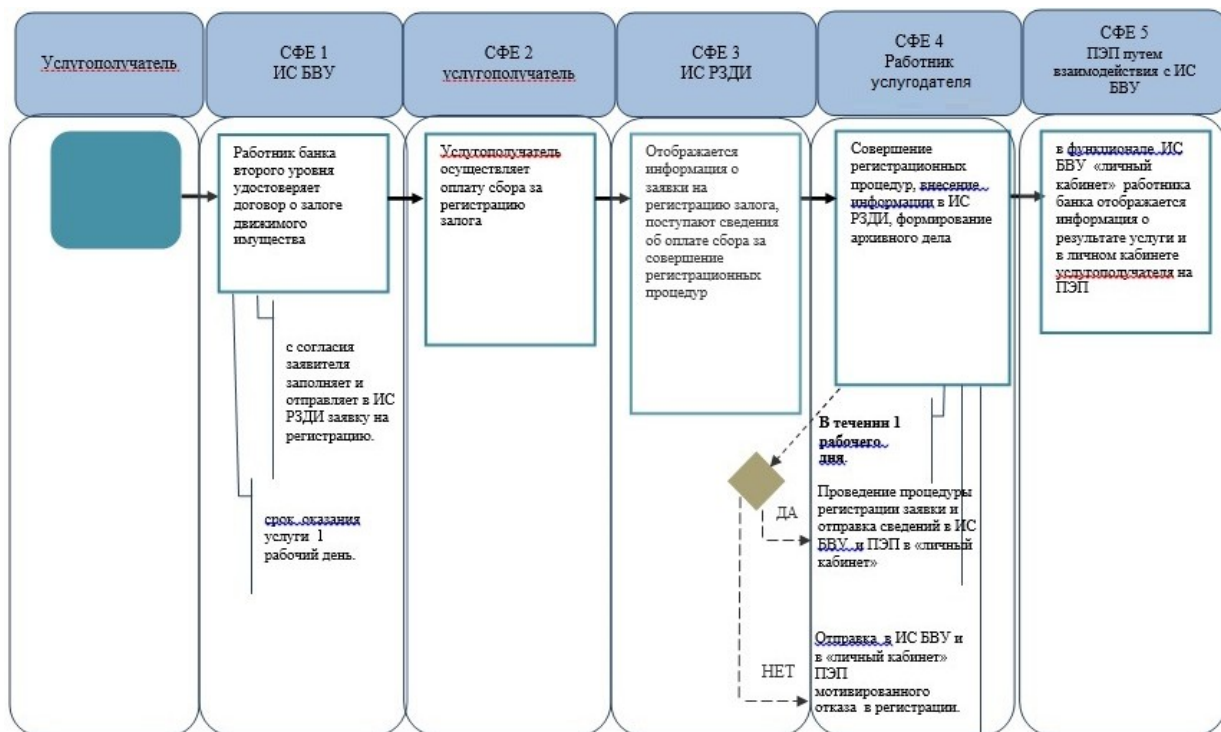 Услугополучатель
СФЕ 1
ИС БВУ
СФЕ 2
услугополучатель
СФЕ 3
ИС РЗДИ
СФЕ 4
Работник
услугодателя
СФЕ 5
ПЭП путем
взаимодействия с ИС
БВУ
Работник банка
второго уровня
удостоверяет
договор о залоге
движимого
имущества
с согласия
заявителя
заполняет и
отправляет в ИС
РЗДИ заявку на
регистрацию.
срок оказания
услуги 1
рабочий день.
Услугополучатель
осуществляет
оплату сбора за
регистрацию
залога
Отображается
информация о
заявки на
регистрацию залога,
поступают сведения
об оплате сбора за
совершение
регистрационных
процедур
Совершение
регистрационных
процедур, внесение
информации в ИС
РЗДИ, формирование
архивного дела
В течении 1
рабочего
дня.
ДА
Проведение процедуры
регистрации заявки и
отправка сведений в ИС
БВУ и ПЭП в «личный
кабинет»
НЕТ
Отправка в ИС БВУ и
в «личный кабинет»
ПЭП
мотивированного
отказа в регистрации.
в функционале ИС
БВУ «личный
кабинет» работника
банка отображается
информация о
результате услуги и
в личном кабинете
услугополучателя на
ПЭП